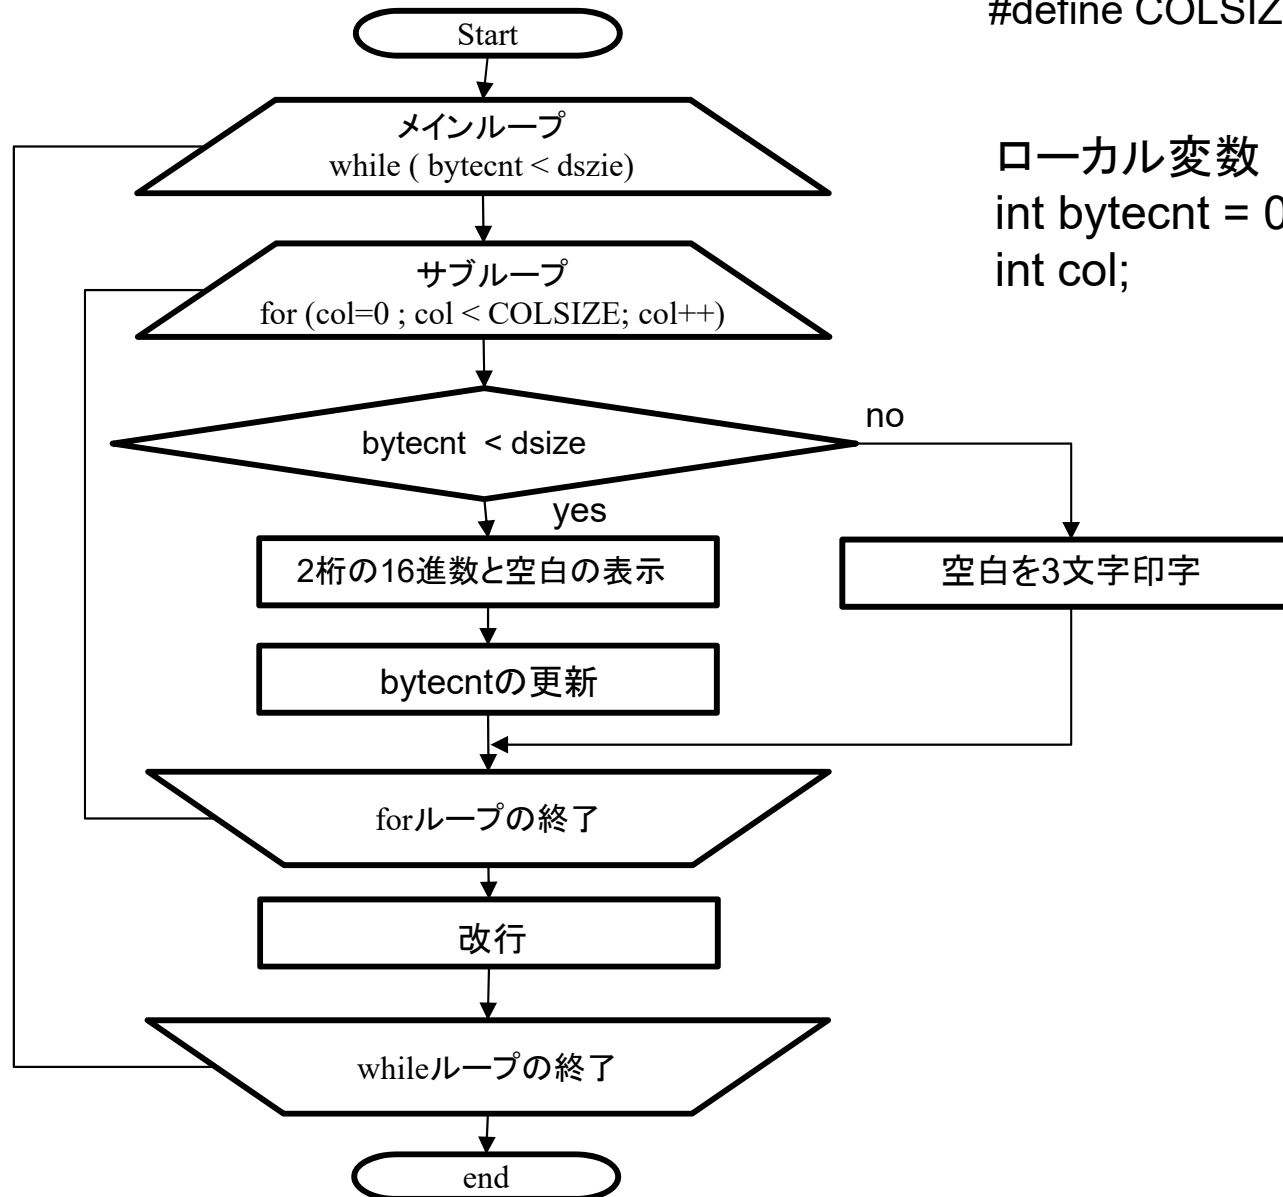 Start
#define COLSIZ
メインループ
while ( bytecnt < dszie)
ローカル変数
int bytecnt = 0
int col;
サブループ
for (col=0 ; col < COLSIZE; col++)
bytecnt < dsize
no
yes
2桁の16進数と空白の表示
空白を3文字印字
bytecntの更新
forループの終了
改行
whileループの終了
end